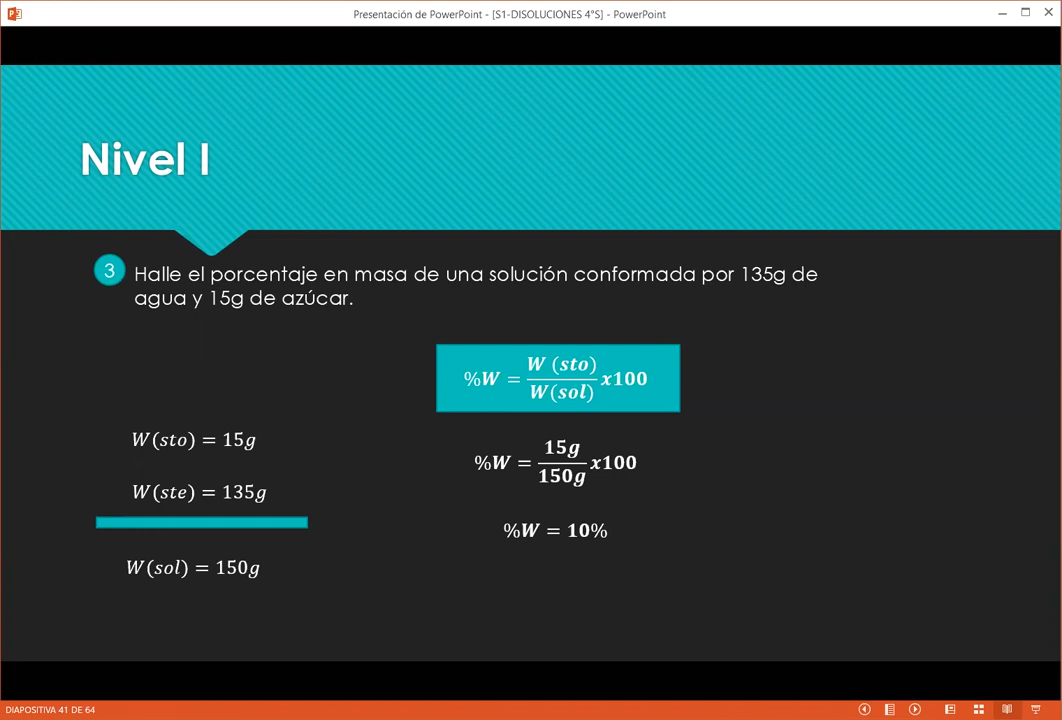 Presentación de PowerPoint - [S1-DISOLUCIONES 4°S] - PowerPoint
Nivel I
3 Halle el porcentaje en masa de una solución conformada por 135g de
agua y 15g de azúcar.
%W = W (sto) / W(sol) x100
W(sto) = 15g
%W = 15g / 150g x100
W(ste) = 135g
%W = 10%
W(sol) = 150g
DIAPOSITIVA 41 DE 64